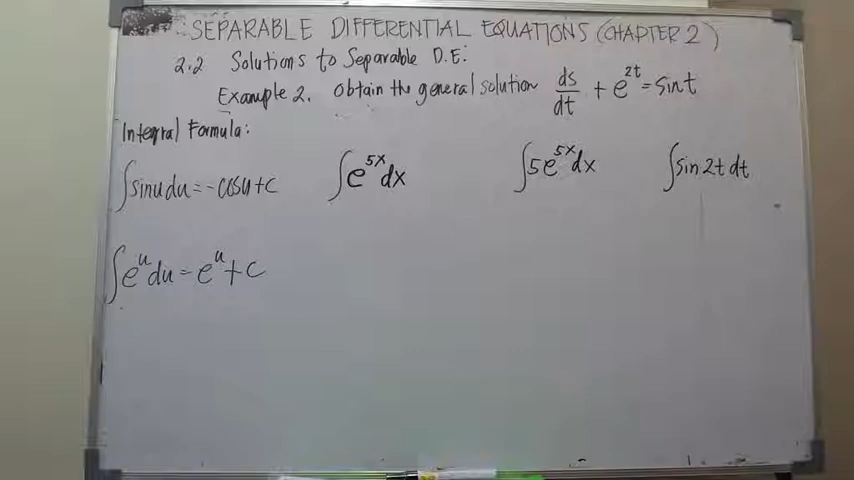 SEPARABLE DIFFERENTIAL EQUATIONS (CHAPTER 2)
2.2 Solutions to Separable D.E:
Example 2. Obtain the general solution ds/dt + e^{2t} = sin t
Integral Formula:
∫sin u du = -cos u + c ∫e^{5x}dx ∫5e^{5x}dx ∫sin 2t dt
∫e^u du = e^u + c